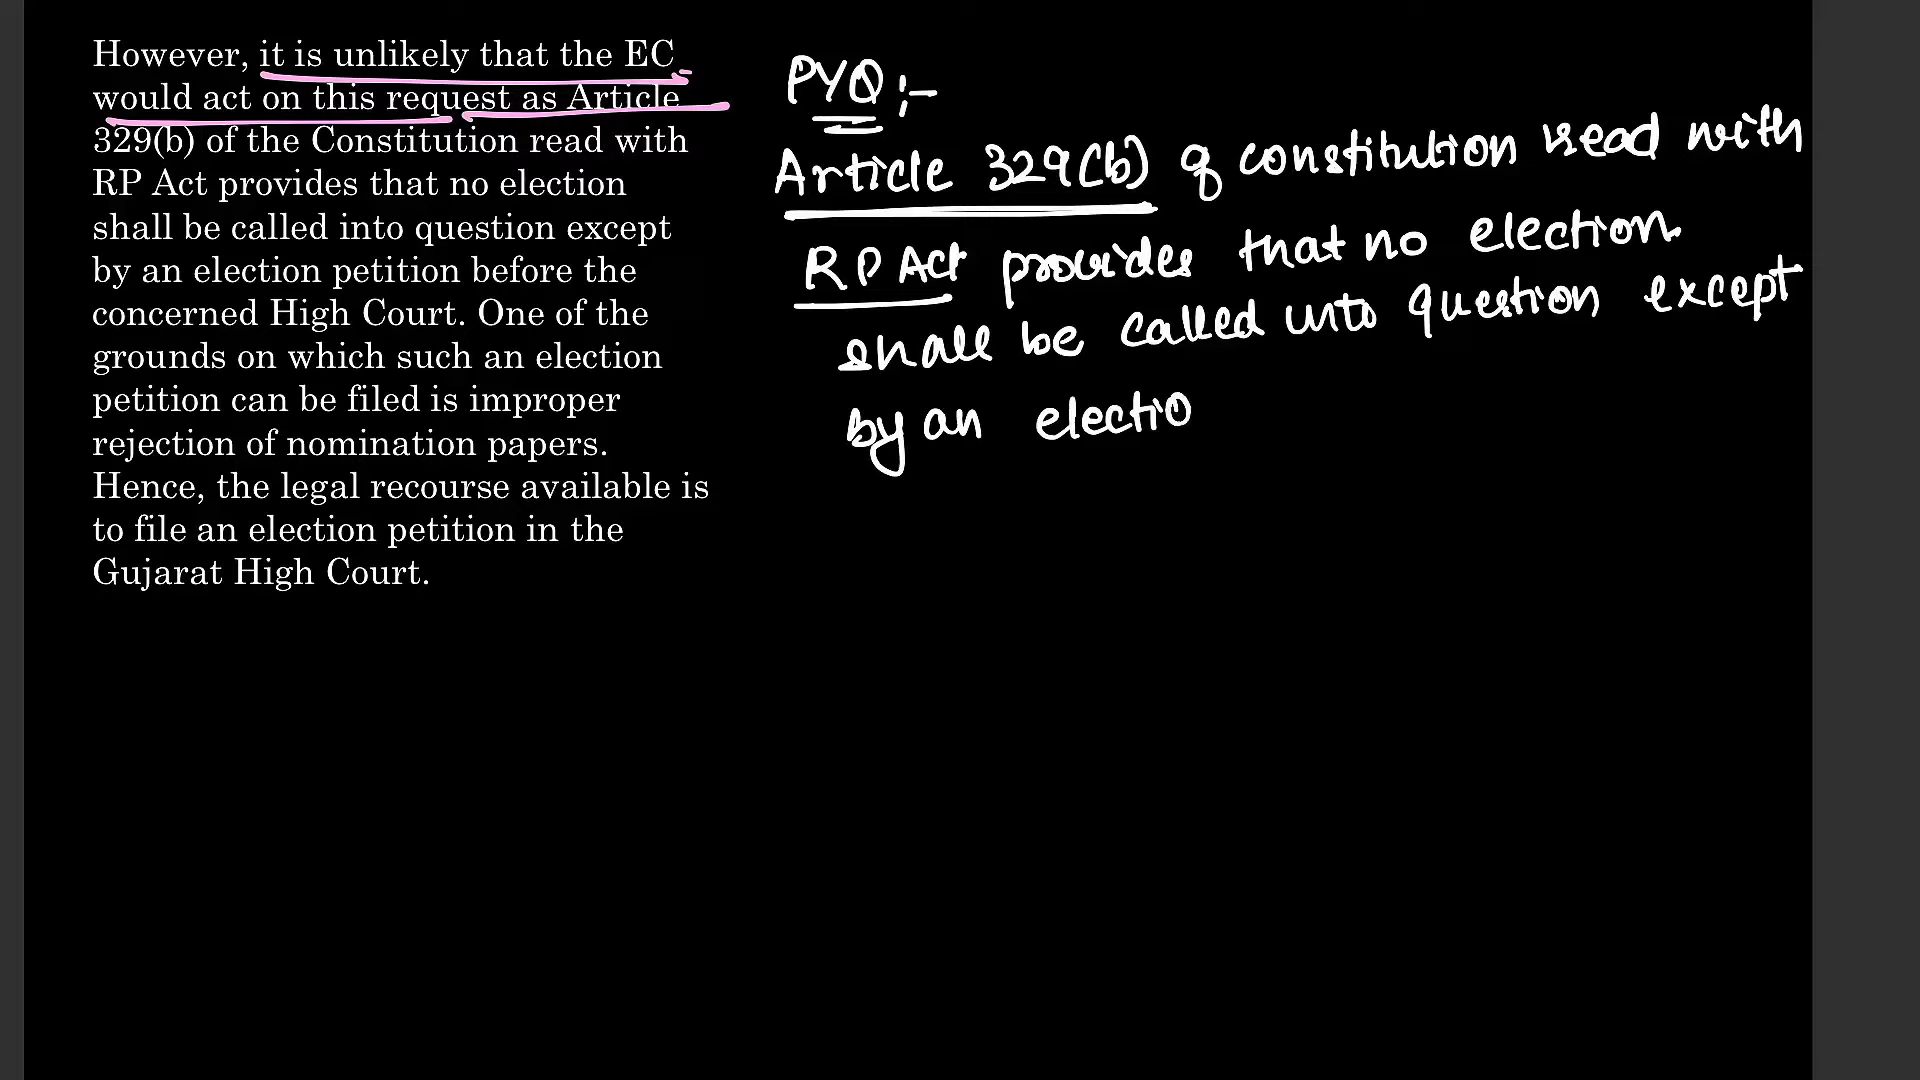 However, it is unlikely that the EC
would act on this request as Article
329(b) of the Constitution read with
RP Act provides that no election
shall be called into question except
by an election petition before the
concerned High Court. One of the
grounds on which such an election
petition can be filed is improper
rejection of nomination papers.
Hence, the legal recourse available is
to file an election petition in the
Gujarat High Court.
PYQ:-
Article 329(b) of constitution read with
RP Act provides that no election
shall be called into question except
by an electio